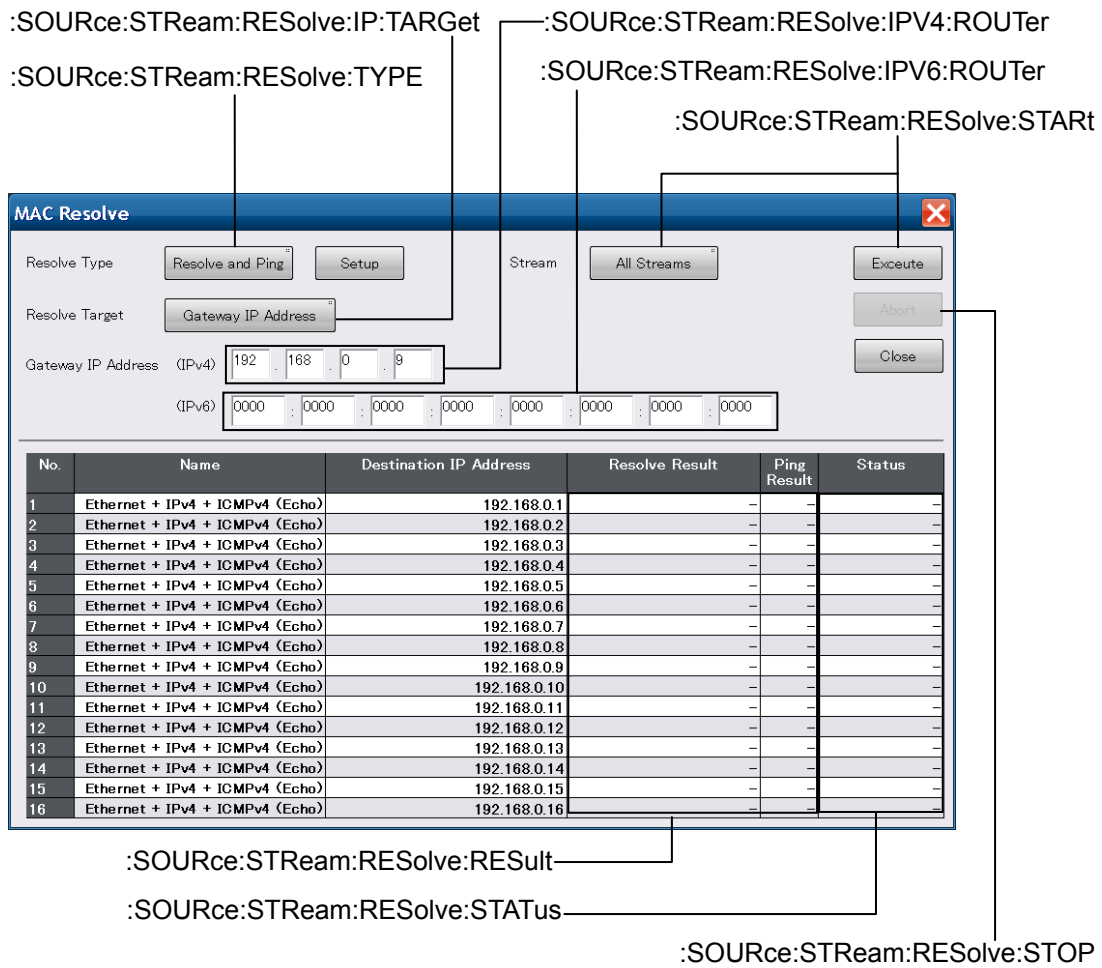 :SOURce:STReam:RESolve:IP:TARGet :SOURce:STReam:RESolve:IPV4:ROUTer
:SOURce:STReam:RESolve:TYPE :SOURce:STReam:RESolve:IPV6:ROUTer
:SOURce:STReam:RESolve:STARt
MAC Resolve
Resolve Type Resolve and Ping Setup Stream All Streams Exceute
Resolve Target Gateway IP Address Abort
Gateway IP Address (IPv4) 192 . 168 . 0 . 9 Close
(IPv6) 0000 : 0000 : 0000 : 0000 : 0000 : 0000 : 0000 : 0000
No. Name Destination IP Address Resolve Result Ping Result Status
1 Ethernet + IPv4 + ICMPv4 (Echo) 192.168.0.1 – – –
2 Ethernet + IPv4 + ICMPv4 (Echo) 192.168.0.2 – – –
3 Ethernet + IPv4 + ICMPv4 (Echo) 192.168.0.3 – – –
4 Ethernet + IPv4 + ICMPv4 (Echo) 192.168.0.4 – – –
5 Ethernet + IPv4 + ICMPv4 (Echo) 192.168.0.5 – – –
6 Ethernet + IPv4 + ICMPv4 (Echo) 192.168.0.6 – – –
7 Ethernet + IPv4 + ICMPv4 (Echo) 192.168.0.7 – – –
8 Ethernet + IPv4 + ICMPv4 (Echo) 192.168.0.8 – – –
9 Ethernet + IPv4 + ICMPv4 (Echo) 192.168.0.9 – – –
10 Ethernet + IPv4 + ICMPv4 (Echo) 192.168.0.10 – – –
11 Ethernet + IPv4 + ICMPv4 (Echo) 192.168.0.11 – – –
12 Ethernet + IPv4 + ICMPv4 (Echo) 192.168.0.12 – – –
13 Ethernet + IPv4 + ICMPv4 (Echo) 192.168.0.13 – – –
14 Ethernet + IPv4 + ICMPv4 (Echo) 192.168.0.14 – – –
15 Ethernet + IPv4 + ICMPv4 (Echo) 192.168.0.15 – – –
16 Ethernet + IPv4 + ICMPv4 (Echo) 192.168.0.16 – – –
:SOURce:STReam:RESolve:RESult
:SOURce:STReam:RESolve:STATus
:SOURce:STReam:RESolve:STOP